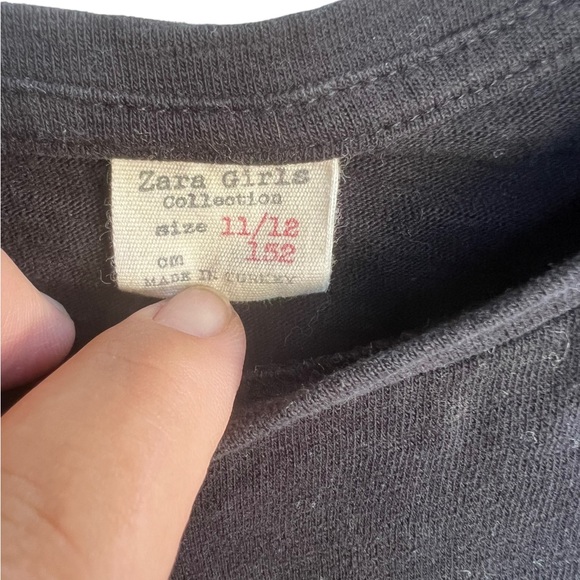 Zara Girls
Collection
size 11/12
cm 152
MADE IN TURKEY